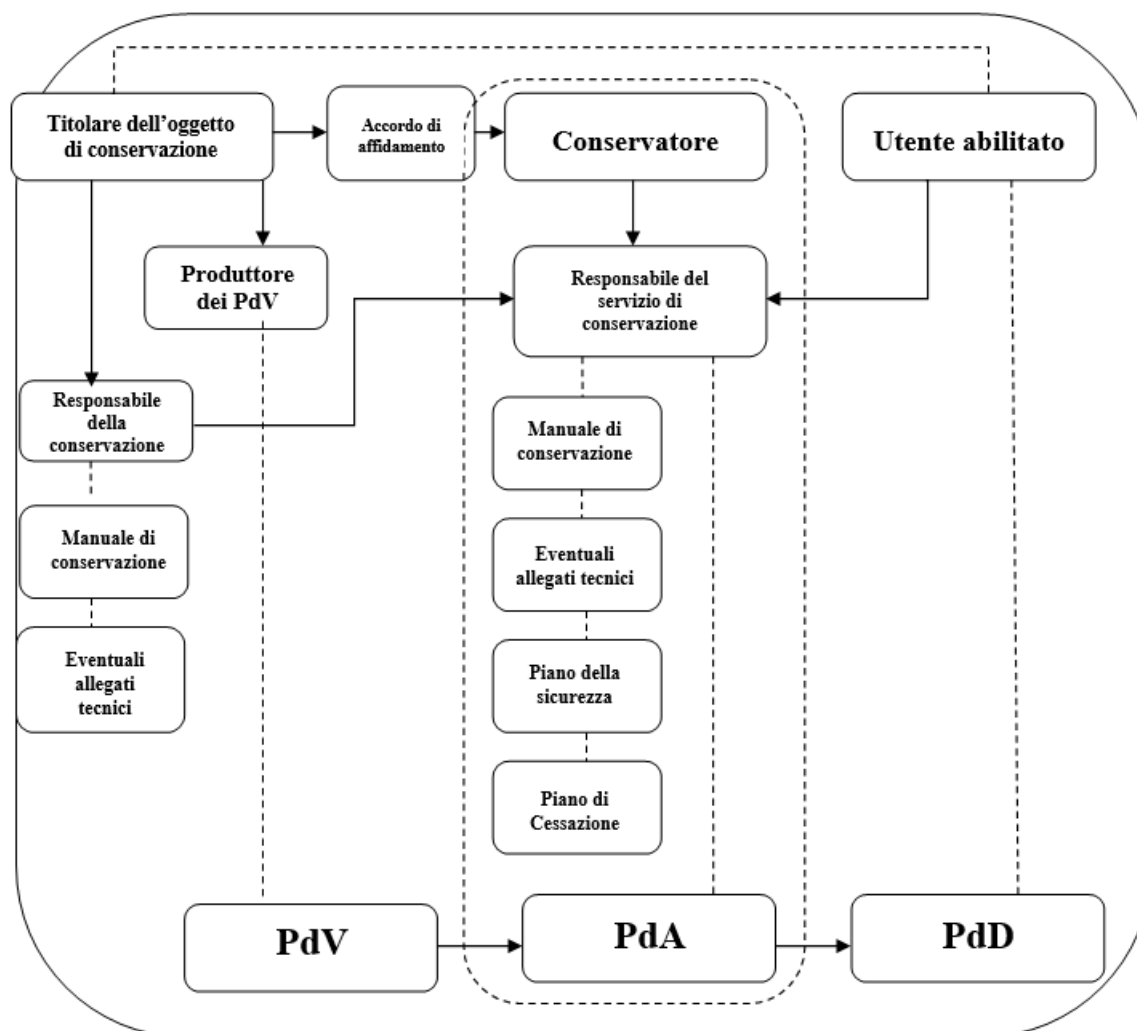 Titolare dell’oggetto
di conservazione
Accordo di
affidamento
Conservatore
Utente abilitato
Produttore
dei PdV
Responsabile del
servizio di
conservazione
Responsabile
della
conservazione
Manuale di
conservazione
Manuale di
conservazione
Eventuali
allegati tecnici
Eventuali
allegati
tecnici
Piano della
sicurezza
Piano di
Cessazione
PdV
PdA
PdD